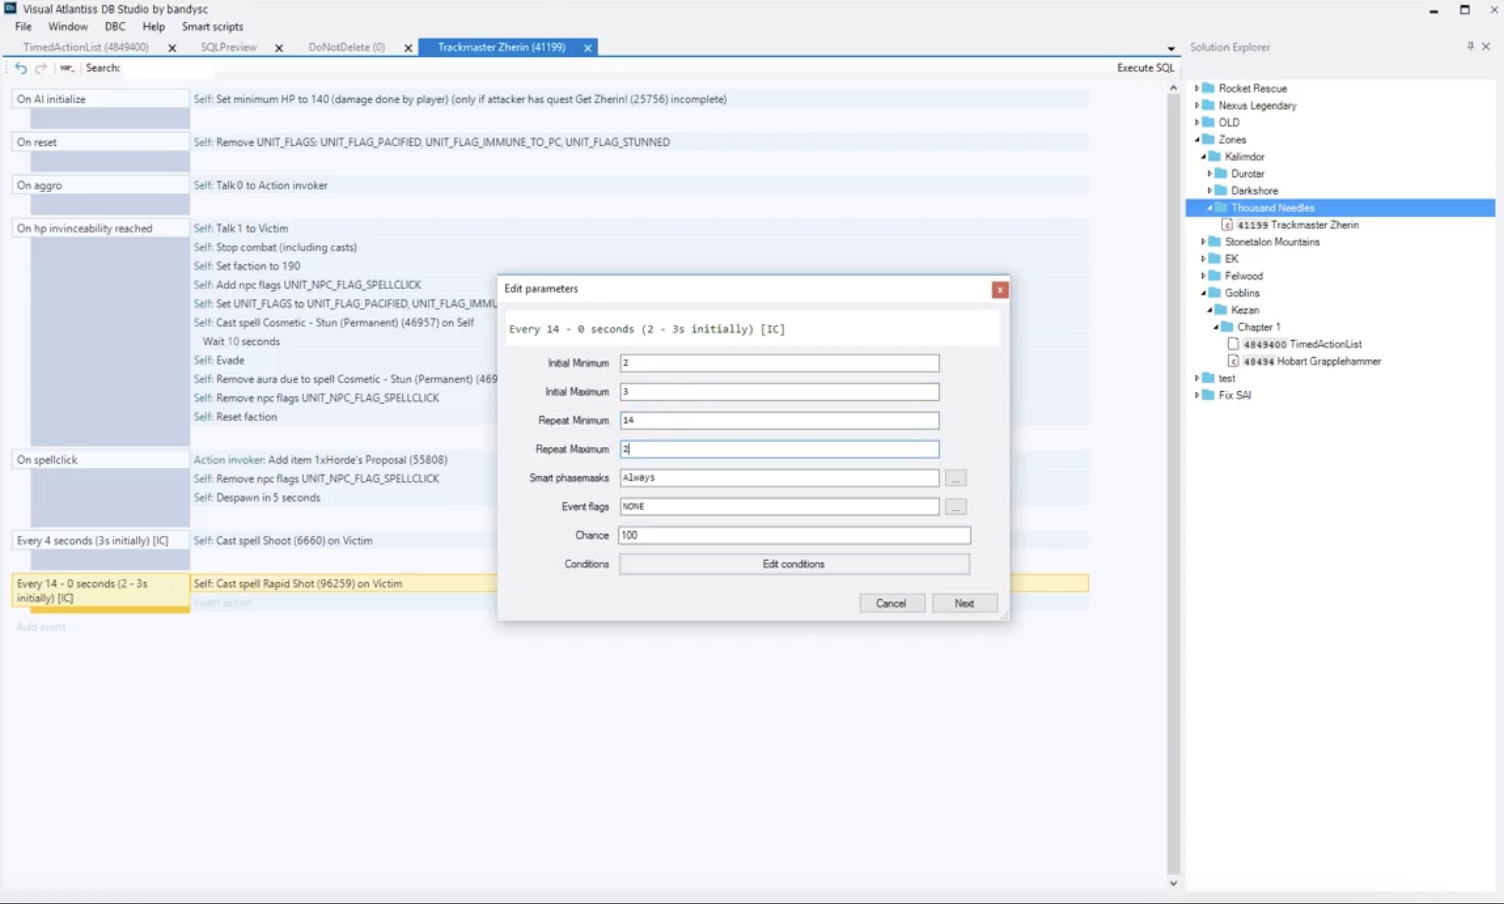 Visual Atlantiss DB Studio by bandysc
File Window DBC Help Smart scripts
TimedActionList (4849400) SQLPreview DoNotDelete (0) Trackmaster Zherin (41199)
Solution Explorer
var.. Search:
Execute SQL
On AI initialize
Self: Set minimum HP to 140 (damage done by player) (only if attacker has quest Get Zherin! (25756) incomplete)
On reset
Self: Remove UNIT_FLAGS: UNIT_FLAG_PACIFIED, UNIT_FLAG_IMMUNE_TO_PC, UNIT_FLAG_STUNNED
On aggro
Self: Talk 0 to Action invoker
On hp invinceability reached
Self: Talk 1 to Victim
Self: Stop combat (including casts)
Self: Set faction to 190
Self: Add npc flags UNIT_NPC_FLAG_SPELLCLICK
Self: Set UNIT_FLAGS to UNIT_FLAG_PACIFIED, UNIT_FLAG_IMMU
Self: Cast spell Cosmetic - Stun (Permanent) (46957) on Self
Wait 10 seconds
Self: Evade
Self: Remove aura due to spell Cosmetic - Stun (Permanent) (469
Self: Remove npc flags UNIT_NPC_FLAG_SPELLCLICK
Self: Reset faction
On spellclick
Action invoker: Add item 1xHorde's Proposal (55808)
Self: Remove npc flags UNIT_NPC_FLAG_SPELLCLICK
Self: Despawn in 5 seconds
Every 4 seconds (3s initially) [IC]
Self: Cast spell Shoot (6660) on Victim
Every 14 - 0 seconds (2 - 3s
initially) [IC]
Self: Cast spell Rapid Shot (96259) on Victim
Insert action
Add event
Edit parameters
x
Every 14 - 0 seconds (2 - 3s initially) [IC]
Initial Minimum 2
Initial Maximum 3
Repeat Minimum 14
Repeat Maximum 2
Smart phasemasks Always ...
Event flags NONE ...
Chance 100
Conditions Edit conditions
Cancel Next
Rocket Rescue
Nexus Legendary
OLD
Zones
Kalimdor
Durotar
Darkshore
Thousand Needles
41199 Trackmaster Zherin
Stonetalon Mountains
EK
Felwood
Goblins
Kezan
Chapter 1
4849400 TimedActionList
48494 Hobart Grapplehammer
test
Fix SAI